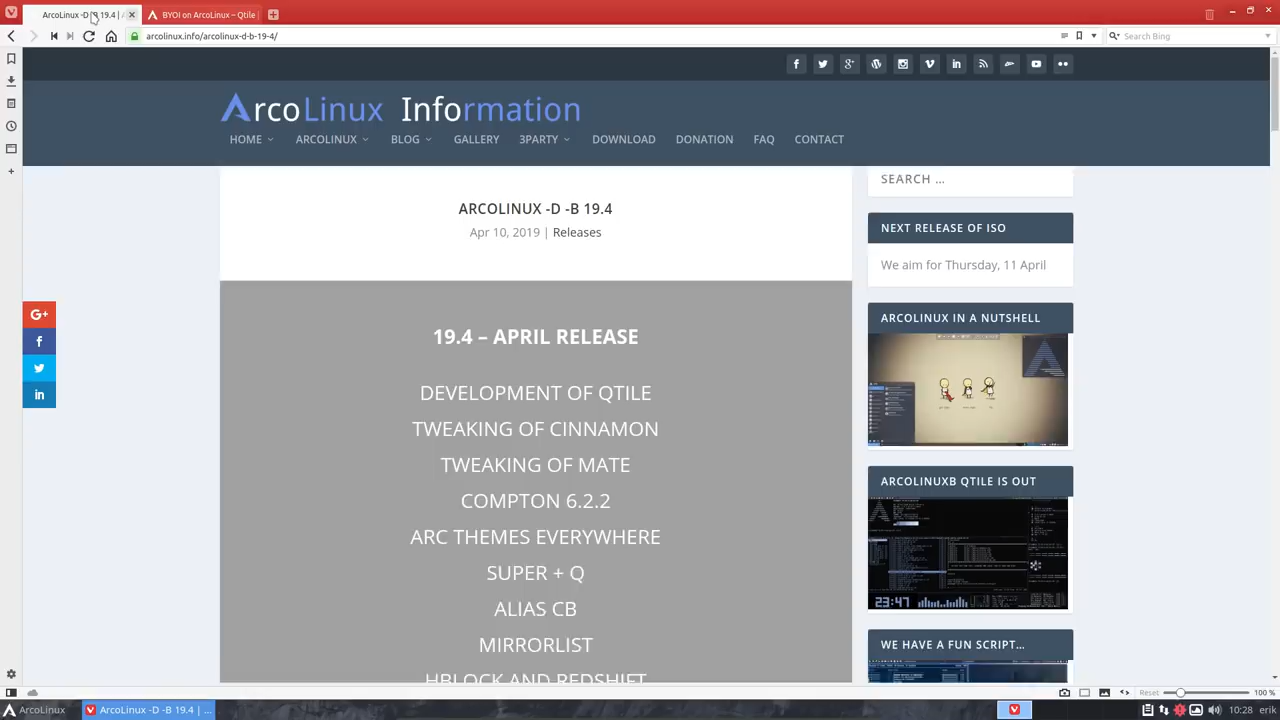 ArcoLinux -D -B 19.4 |
BYOI on ArcoLinux – Qtile
arcolinux.info/arcolinux-d-b-19-4/
Search Bing
ArcoLinux Information
HOME
ARCOLINUX
BLOG
GALLERY
3PARTY
DOWNLOAD
DONATION
FAQ
CONTACT
ARCOLINUX -D -B 19.4
Apr 10, 2019 | Releases
19.4 – APRIL RELEASE
DEVELOPMENT OF QTILE
TWEAKING OF CINNAMON
TWEAKING OF MATE
COMPTON 6.2.2
ARC THEMES EVERYWHERE
SUPER + Q
ALIAS CB
MIRRORLIST
HBLOCK AND REDSHIFT
SEARCH …
NEXT RELEASE OF ISO
We aim for Thursday, 11 April
ARCOLINUX IN A NUTSHELL
ARCOLINUXB QTILE IS OUT
23:47
WE HAVE A FUN SCRIPT…
Reset
100 %
ArcoLinux
ArcoLinux -D -B 19.4 | ...
10:28
erik